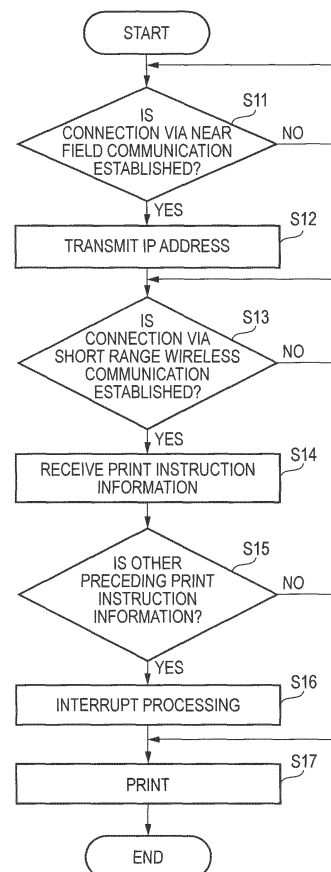 START
S11
IS
CONNECTION VIA NEAR
FIELD COMMUNICATION
ESTABLISHED?
NO
YES
S12
TRANSMIT IP ADDRESS
S13
IS
CONNECTION VIA
SHORT RANGE WIRELESS
COMMUNICATION
ESTABLISHED?
NO
YES
S14
RECEIVE PRINT INSTRUCTION
INFORMATION
S15
IS OTHER
PRECEDING PRINT
INSTRUCTION
INFORMATION?
NO
YES
S16
INTERRUPT PROCESSING
S17
PRINT
END